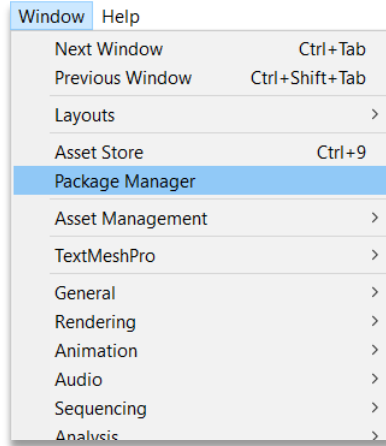 Window Help
Next Window Ctrl+Tab
Previous Window Ctrl+Shift+Tab
Layouts >
Asset Store Ctrl+9
Package Manager
Asset Management >
TextMeshPro >
General >
Rendering >
Animation >
Audio >
Sequencing >
Analysis >